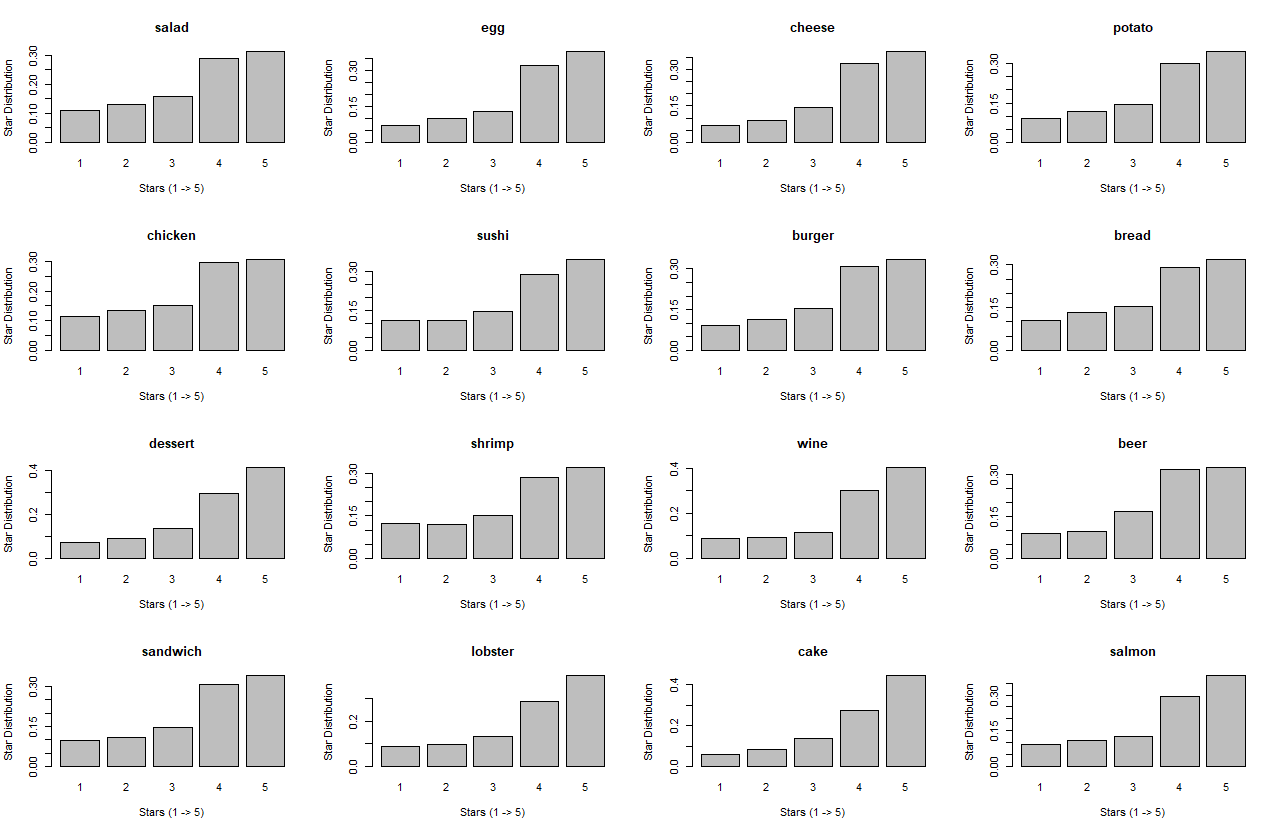 salad
Star Distribution
0.00 0.10 0.20 0.30
1 2 3 4 5
Stars (1 -> 5)
egg
Star Distribution
0.00 0.15 0.30
1 2 3 4 5
Stars (1 -> 5)
cheese
Star Distribution
0.00 0.15 0.30
1 2 3 4 5
Stars (1 -> 5)
potato
Star Distribution
0.00 0.15 0.30
1 2 3 4 5
Stars (1 -> 5)
chicken
Star Distribution
0.00 0.10 0.20 0.30
1 2 3 4 5
Stars (1 -> 5)
sushi
Star Distribution
0.00 0.15 0.30
1 2 3 4 5
Stars (1 -> 5)
burger
Star Distribution
0.00 0.15 0.30
1 2 3 4 5
Stars (1 -> 5)
bread
Star Distribution
0.00 0.15 0.30
1 2 3 4 5
Stars (1 -> 5)
dessert
Star Distribution
0.0 0.2 0.4
1 2 3 4 5
Stars (1 -> 5)
shrimp
Star Distribution
0.00 0.15 0.30
1 2 3 4 5
Stars (1 -> 5)
wine
Star Distribution
0.0 0.2 0.4
1 2 3 4 5
Stars (1 -> 5)
beer
Star Distribution
0.00 0.15 0.30
1 2 3 4 5
Stars (1 -> 5)
sandwich
Star Distribution
0.00 0.15 0.30
1 2 3 4 5
Stars (1 -> 5)
lobster
Star Distribution
0.0 0.2
1 2 3 4 5
Stars (1 -> 5)
cake
Star Distribution
0.0 0.2 0.4
1 2 3 4 5
Stars (1 -> 5)
salmon
Star Distribution
0.00 0.15 0.30
1 2 3 4 5
Stars (1 -> 5)